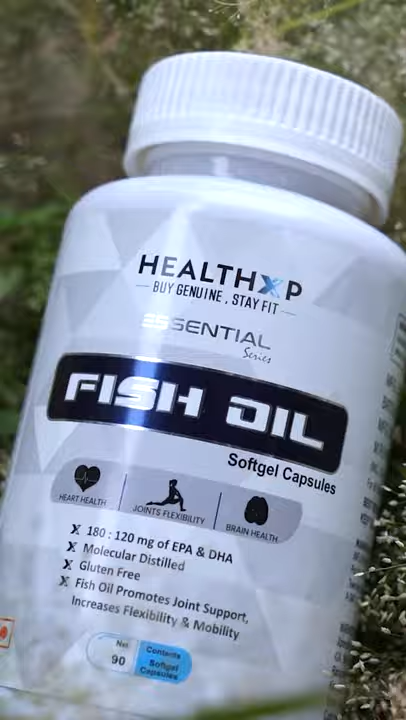 HEALTHXP
BUY GENUINE, STAY FIT
ESSENTIAL
Series
FISH OIL
Softgel Capsules
HEART HEALTH
JOINTS FLEXIBILITY
BRAIN HEALTH
180 : 120 mg of EPA & DHA
Molecular Distilled
Gluten Free
Fish Oil Promotes Joint Support,
Increases Flexibility & Mobility
Net
90
Contents
Softgel
Capsules